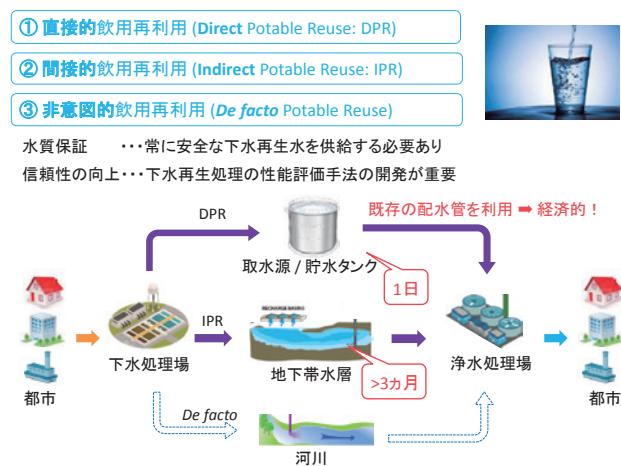 ① 直接的飲用再利用 (Direct Potable Reuse: DPR)
② 間接的飲用再利用 (Indirect Potable Reuse: IPR)
③ 非意図的飲用再利用 (De facto Potable Reuse)
水質保証 ・・・常に安全な下水再生水を供給する必要あり
信頼性の向上・・・下水再生処理の性能評価手法の開発が重要
DPR
既存の配水管を利用 ➡ 経済的！
取水源 / 貯水タンク
1日
RECHARGE BASINS
IPR
下水処理場
地下帯水層
浄水処理場
>3ヵ月
都市
都市
De facto
河川